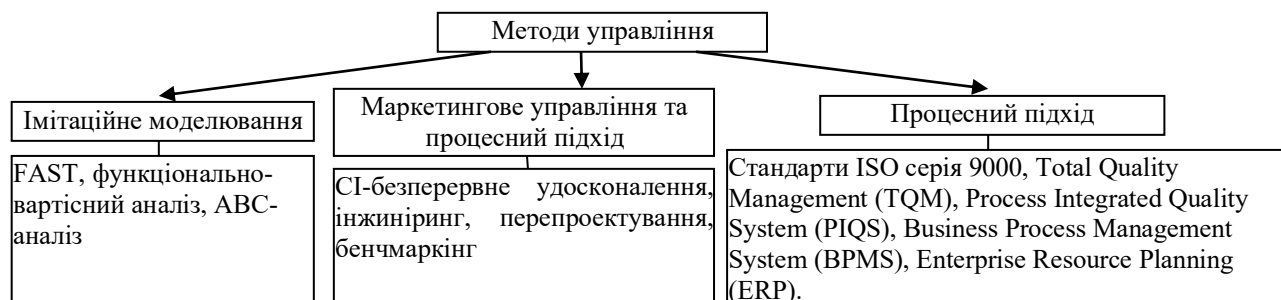 Методи управління
Імітаційне моделювання
Маркетингове управління та
процесний підхід
Процесний підхід
FAST, функціонально-
вартісний аналіз, ABC-
аналіз
CI-безперервне удосконалення,
інжиніринг, перепроектування,
бенчмаркінг
Стандарти ISO серія 9000, Total Quality
Management (TQM), Process Integrated Quality
System (PIQS), Business Process Management
System (BPMS), Enterprise Resource Planning
(ERP).